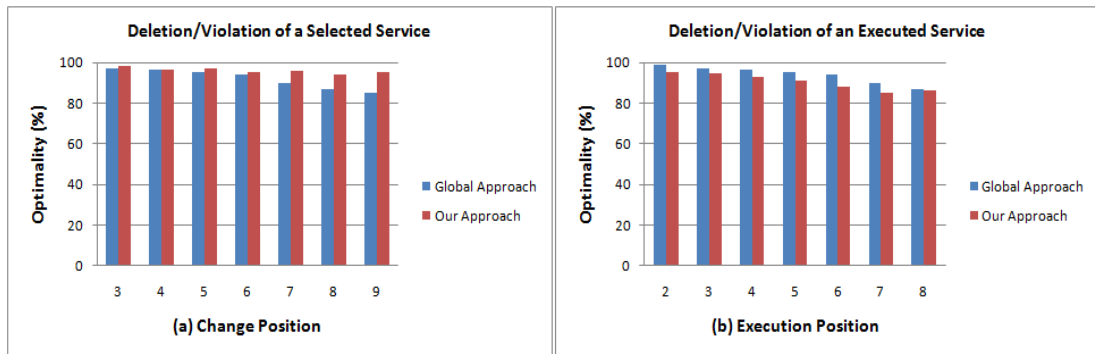 Deletion/Violation of a Selected Service
100
80
60
40
20
0
Optimality (%)
3 4 5 6 7 8 9
(a) Change Position
Global Approach
Our Approach
Deletion/Violation of an Executed Service
100
80
60
40
20
0
Optimality (%)
2 3 4 5 6 7 8
(b) Execution Position
Global Approach
Our Approach